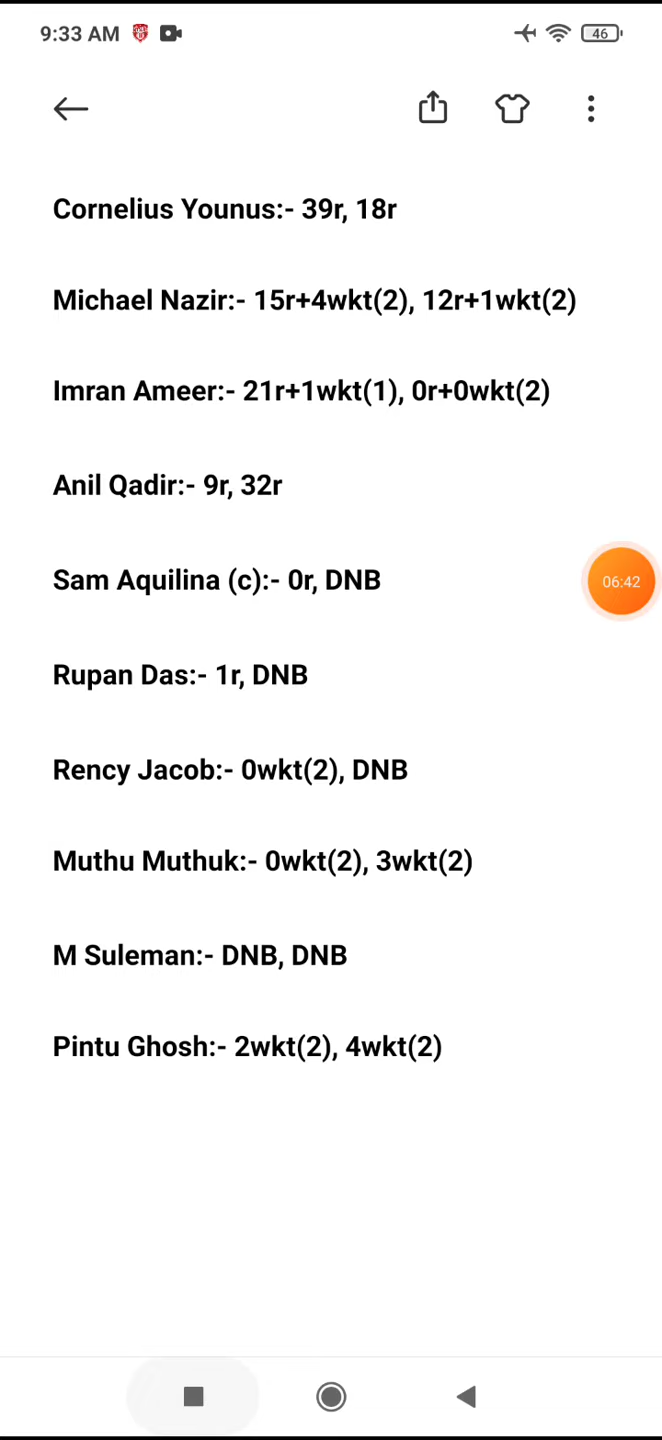 9:33 AM 46
Cornelius Younus:- 39r, 18r
Michael Nazir:- 15r+4wkt(2), 12r+1wkt(2)
Imran Ameer:- 21r+1wkt(1), 0r+0wkt(2)
Anil Qadir:- 9r, 32r
Sam Aquilina (c):- 0r, DNB
06:42
Rupan Das:- 1r, DNB
Rency Jacob:- 0wkt(2), DNB
Muthu Muthuk:- 0wkt(2), 3wkt(2)
M Suleman:- DNB, DNB
Pintu Ghosh:- 2wkt(2), 4wkt(2)